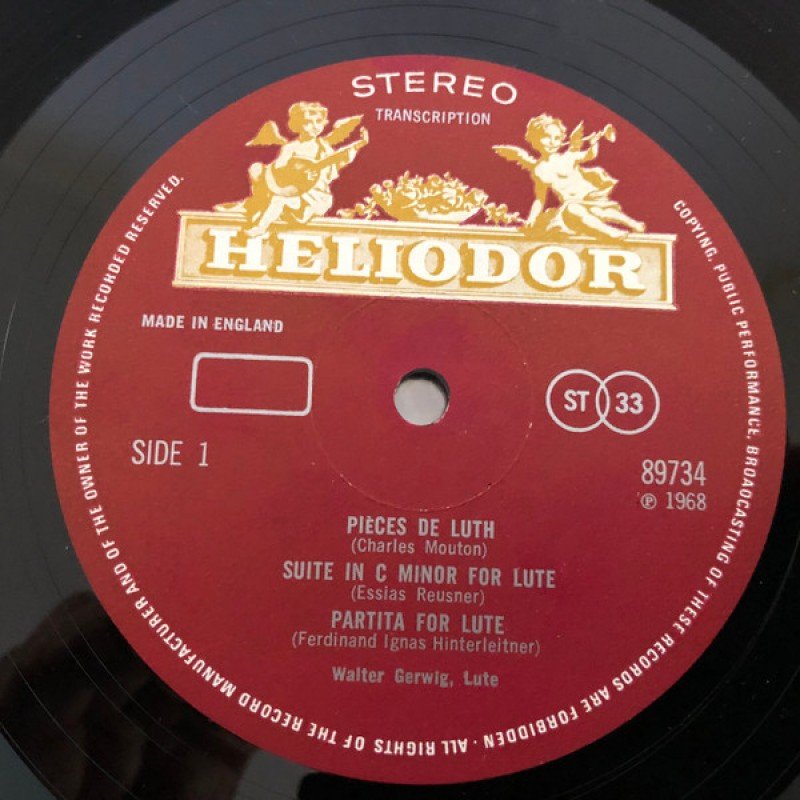 STEREO
TRANSCRIPTION
HELIODOR
MADE IN ENGLAND
ST 33
SIDE 1
89734
℗ 1968
PIÈCES DE LUTH
(Charles Mouton)
SUITE IN C MINOR FOR LUTE
(Essias Reusner)
PARTITA FOR LUTE
(Ferdinand Ignas Hinterleitner)
Walter Gerwig, Lute
ALL RIGHTS OF THE RECORD MANUFACTURER AND OF THE OWNER OF THE WORK RECORDED RESERVED. COPYING, PUBLIC PERFORMANCE, BROADCASTING OF THESE RECORDS ARE FORBIDDEN ·